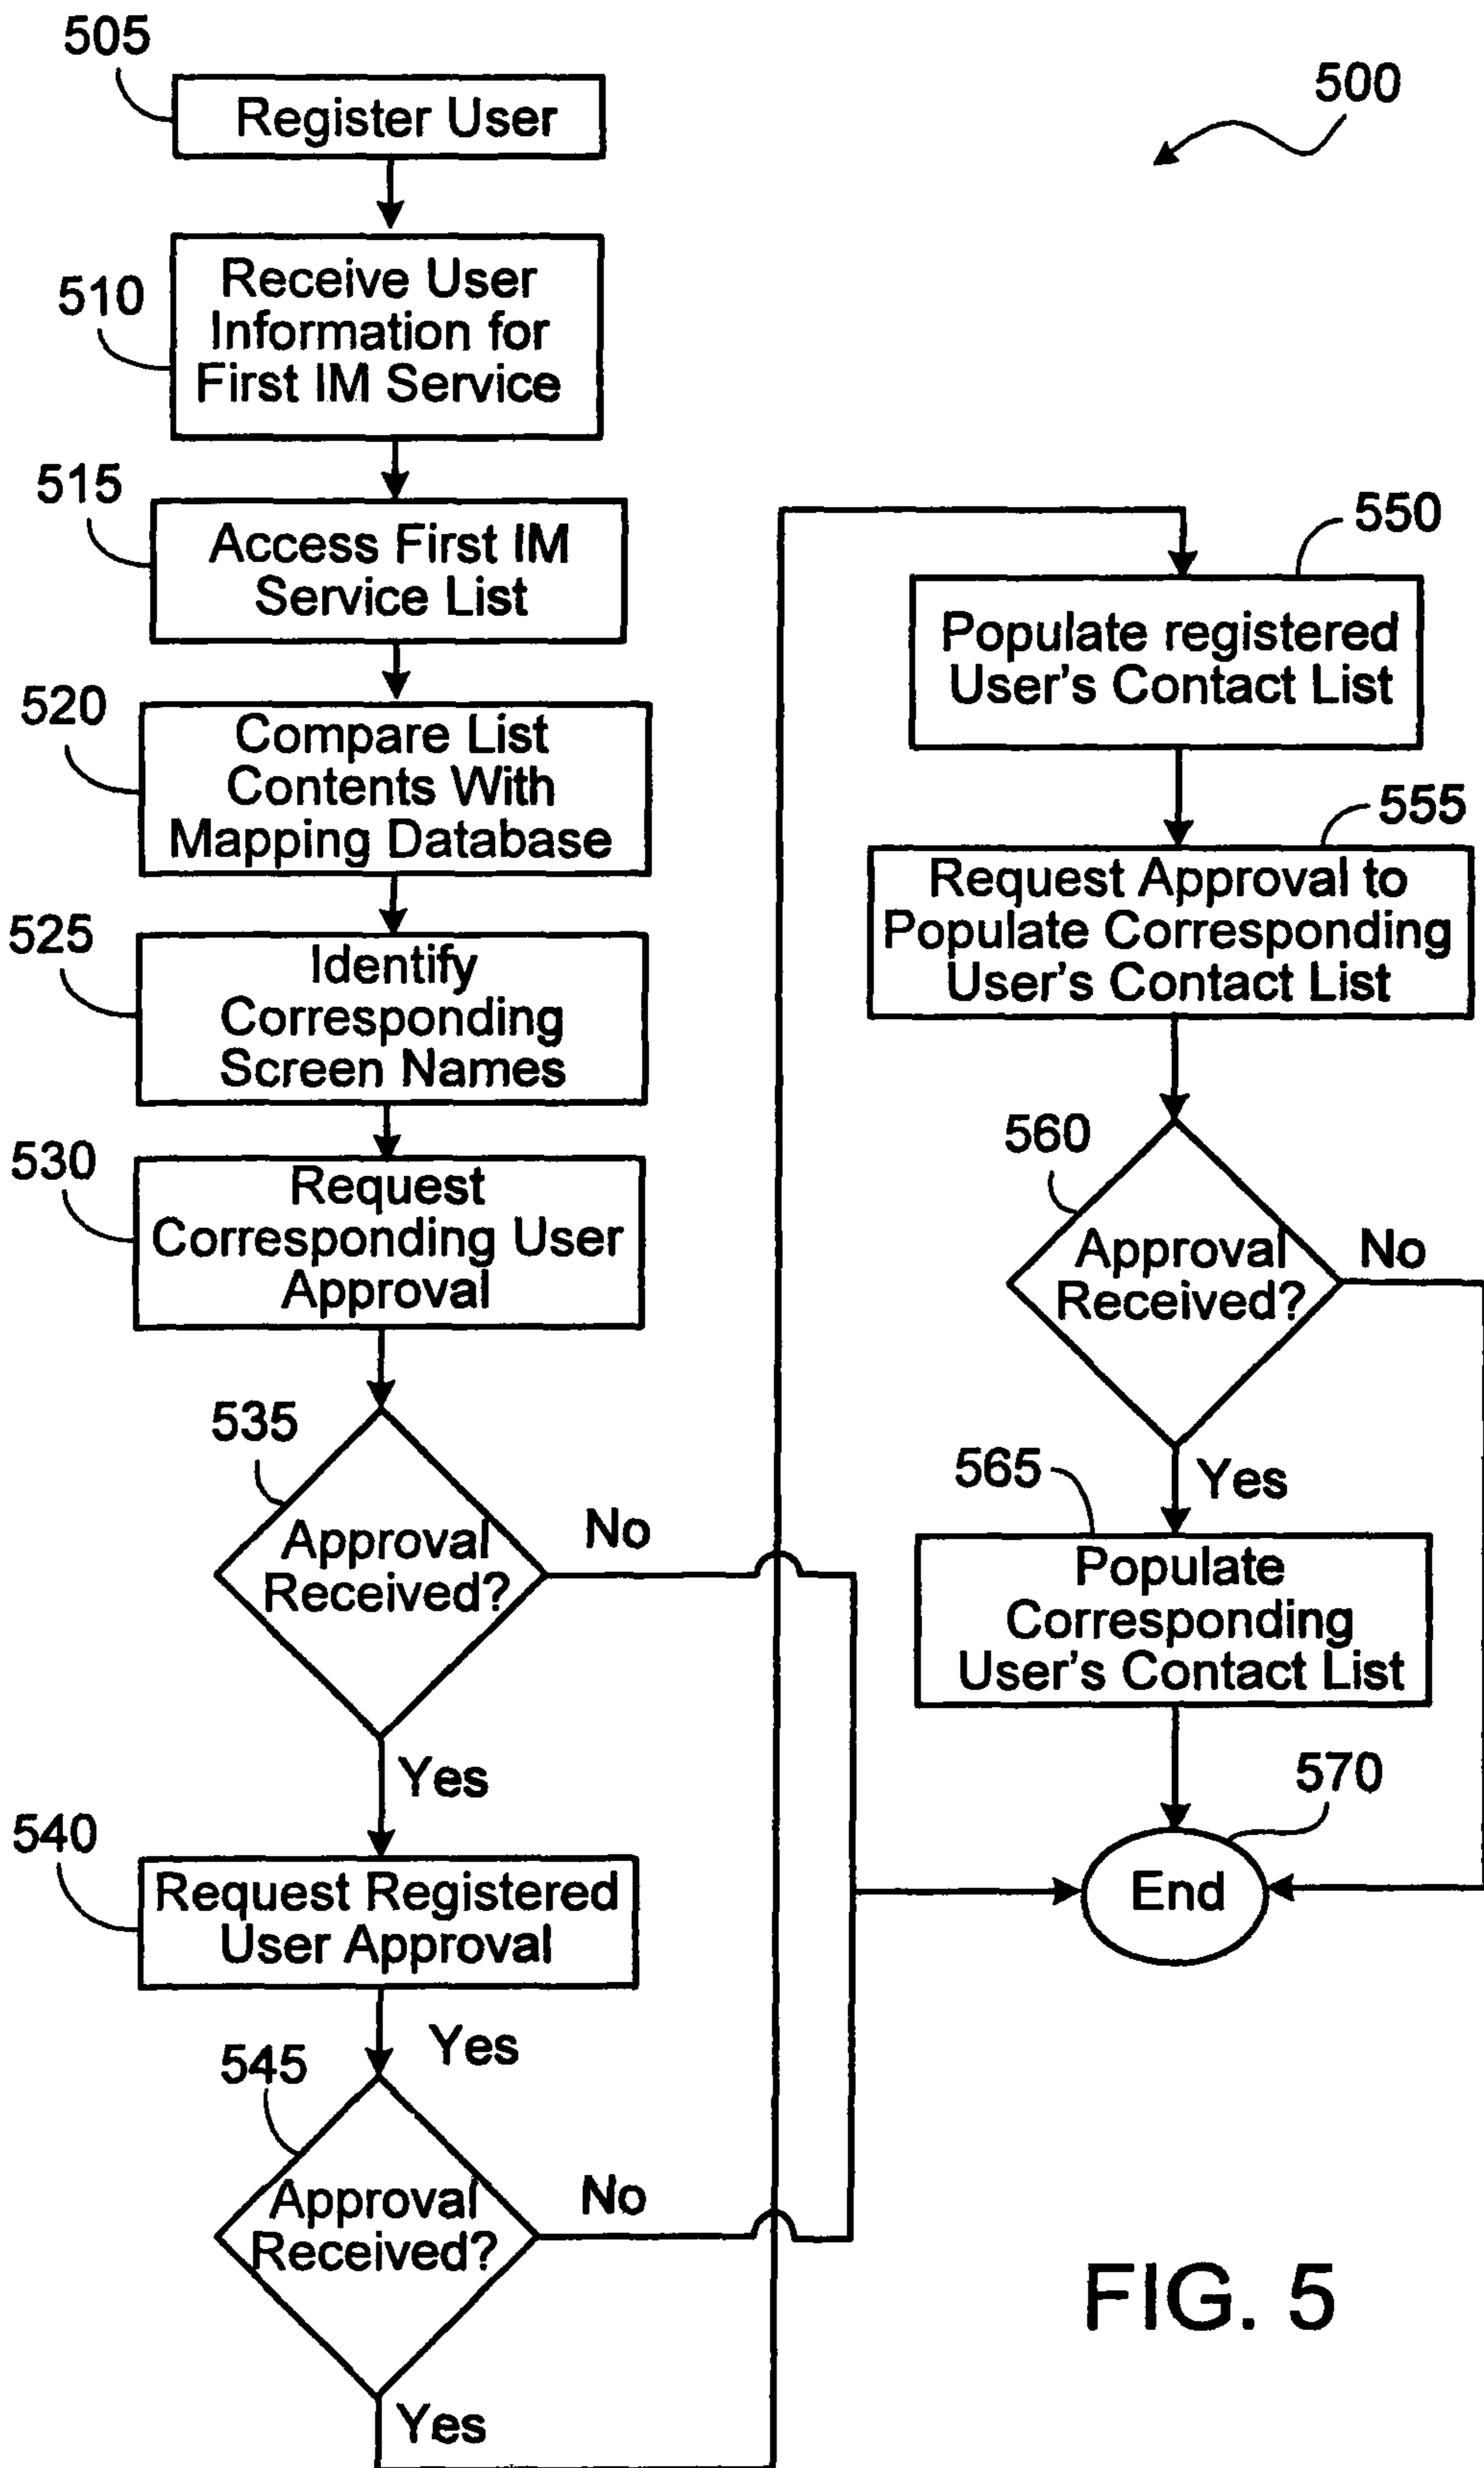 505
Register User
500
510
Receive User
Information for
First IM Service
515
Access First IM
Service List
520
Compare List
Contents With
Mapping Database
525
Identify
Corresponding
Screen Names
530
Request
Corresponding User
Approval
535
Approval
Received?
No
Yes
540
Request Registered
User Approval
Yes
545
Approval
Received?
No
Yes
550
Populate registered
User's Contact List
555
Request Approval to
Populate Corresponding
User's Contact List
560
Approval
Received?
No
Yes
565
Populate
Corresponding
User's Contact List
570
End
FIG. 5